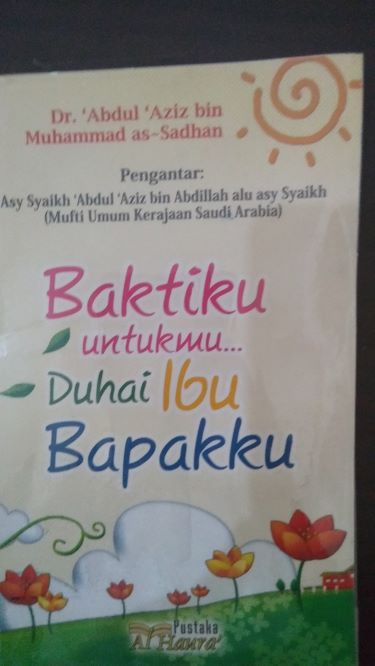 Dr. 'Abdul 'Aziz bin
Muhammad as-Sadhan
Pengantar:
Asy Syaikh 'Abdul 'Aziz bin Abdillah alu asy Syaikh
(Mufti Umum Kerajaan Saudi Arabia)
Baktiku
untukmu...
Duhai Ibu
Bapakku
Pustaka
Al Haura'